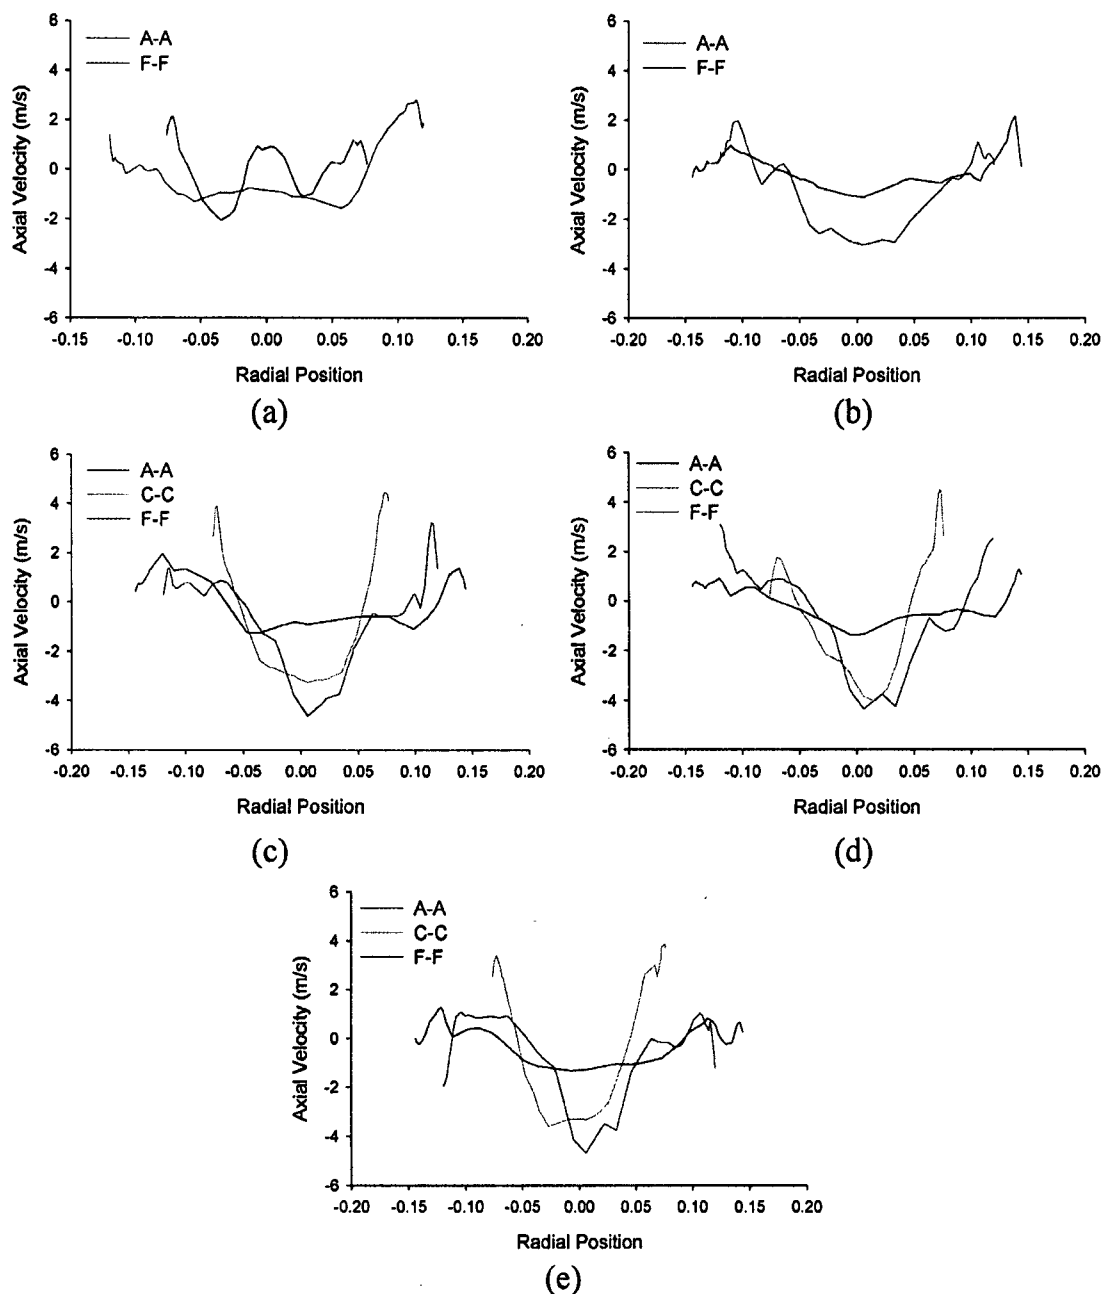 A-A
F-F
Axial Velocity (m/s)
6
4
2
0
-2
-4
-6
-0.15 -0.10 -0.05 0.00 0.05 0.10 0.15
Radial Position
(a)
A-A
F-F
Axial Velocity (m/s)
6
4
2
0
-2
-4
-6
-0.20 -0.15 -0.10 -0.05 0.00 0.05 0.10 0.15 0.20
Radial Position
(b)
A-A
C-C
F-F
Axial Velocity (m/s)
6
4
2
0
-2
-4
-6
-0.20 -0.15 -0.10 -0.05 0.00 0.05 0.10 0.15 0.20
Radial Position
(c)
A-A
C-C
F-F
Axial Velocity (m/s)
6
4
2
0
-2
-4
-6
-0.20 -0.15 -0.10 -0.05 0.00 0.05 0.10 0.15 0.20
Radial Position
(d)
A-A
C-C
F-F
Axial Velocity (m/s)
6
4
2
0
-2
-4
-6
-0.20 -0.15 -0.10 -0.05 0.00 0.05 0.10 0.15 0.20
Radial Position
(e)